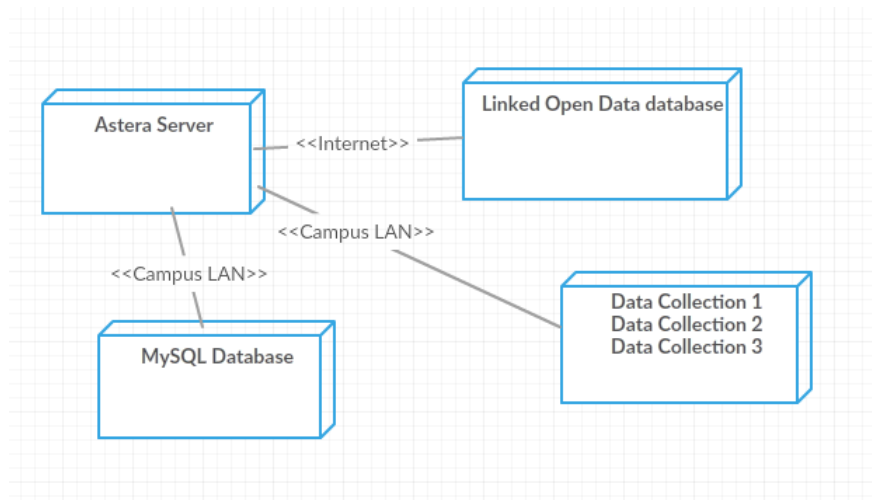 Astera Server
Linked Open Data database
<<Internet>>
<<Campus LAN>>
<<Campus LAN>>
Data Collection 1
Data Collection 2
Data Collection 3
MySQL Database